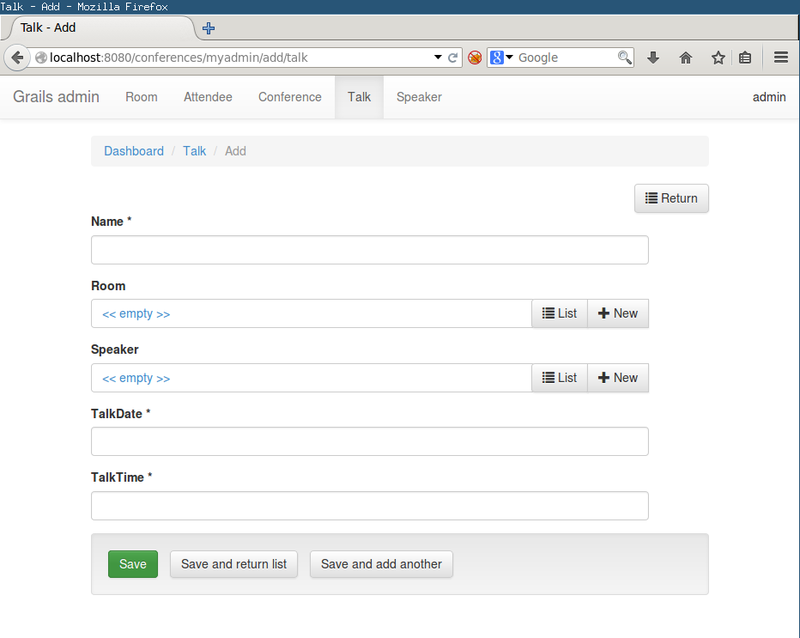 Talk - Add - Mozilla Firefox
Talk - Add
localhost:8080/conferences/myadmin/add/talk
Google
Grails admin Room Attendee Conference Talk Speaker admin
Dashboard / Talk / Add
Return
Name *
Room
<< empty >> List New
Speaker
<< empty >> List New
TalkDate *
TalkTime *
Save Save and return list Save and add another